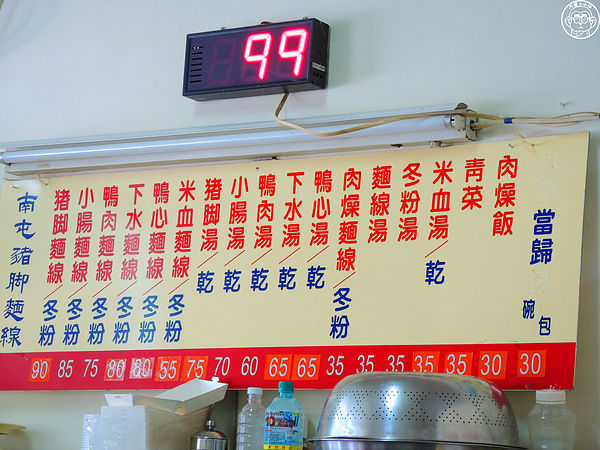 99
南屯豬脚麵線
猪脚麵線／冬粉
小腸麵線／冬粉
鴨肉麵線／冬粉
下水麵線／冬粉
鴨心麵線／冬粉
米血麵線／冬粉
猪脚湯／乾
小腸湯／乾
鴨肉湯／乾
下水湯／乾
鴨心湯／乾
肉燥麵線／冬粉
麵線湯
冬粉湯
米血湯／乾
青菜
肉燥飯
當歸
碗
包
90 85 75 80 80 55 75 70 60 65 65 35 35 35 35 35 30 30